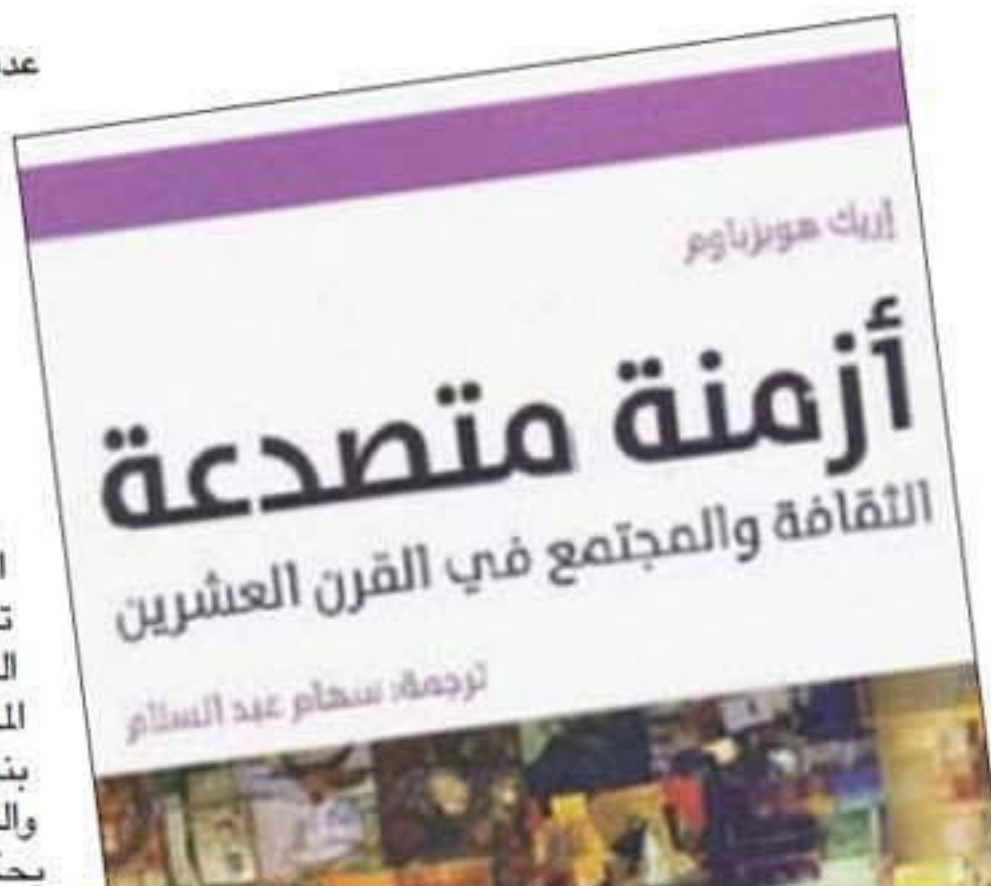 إريك هوبزباوم
أزمنة متصدعة
الثقافة والمجتمع في القرن العشرين
ترجمة: سهام عبد السلام